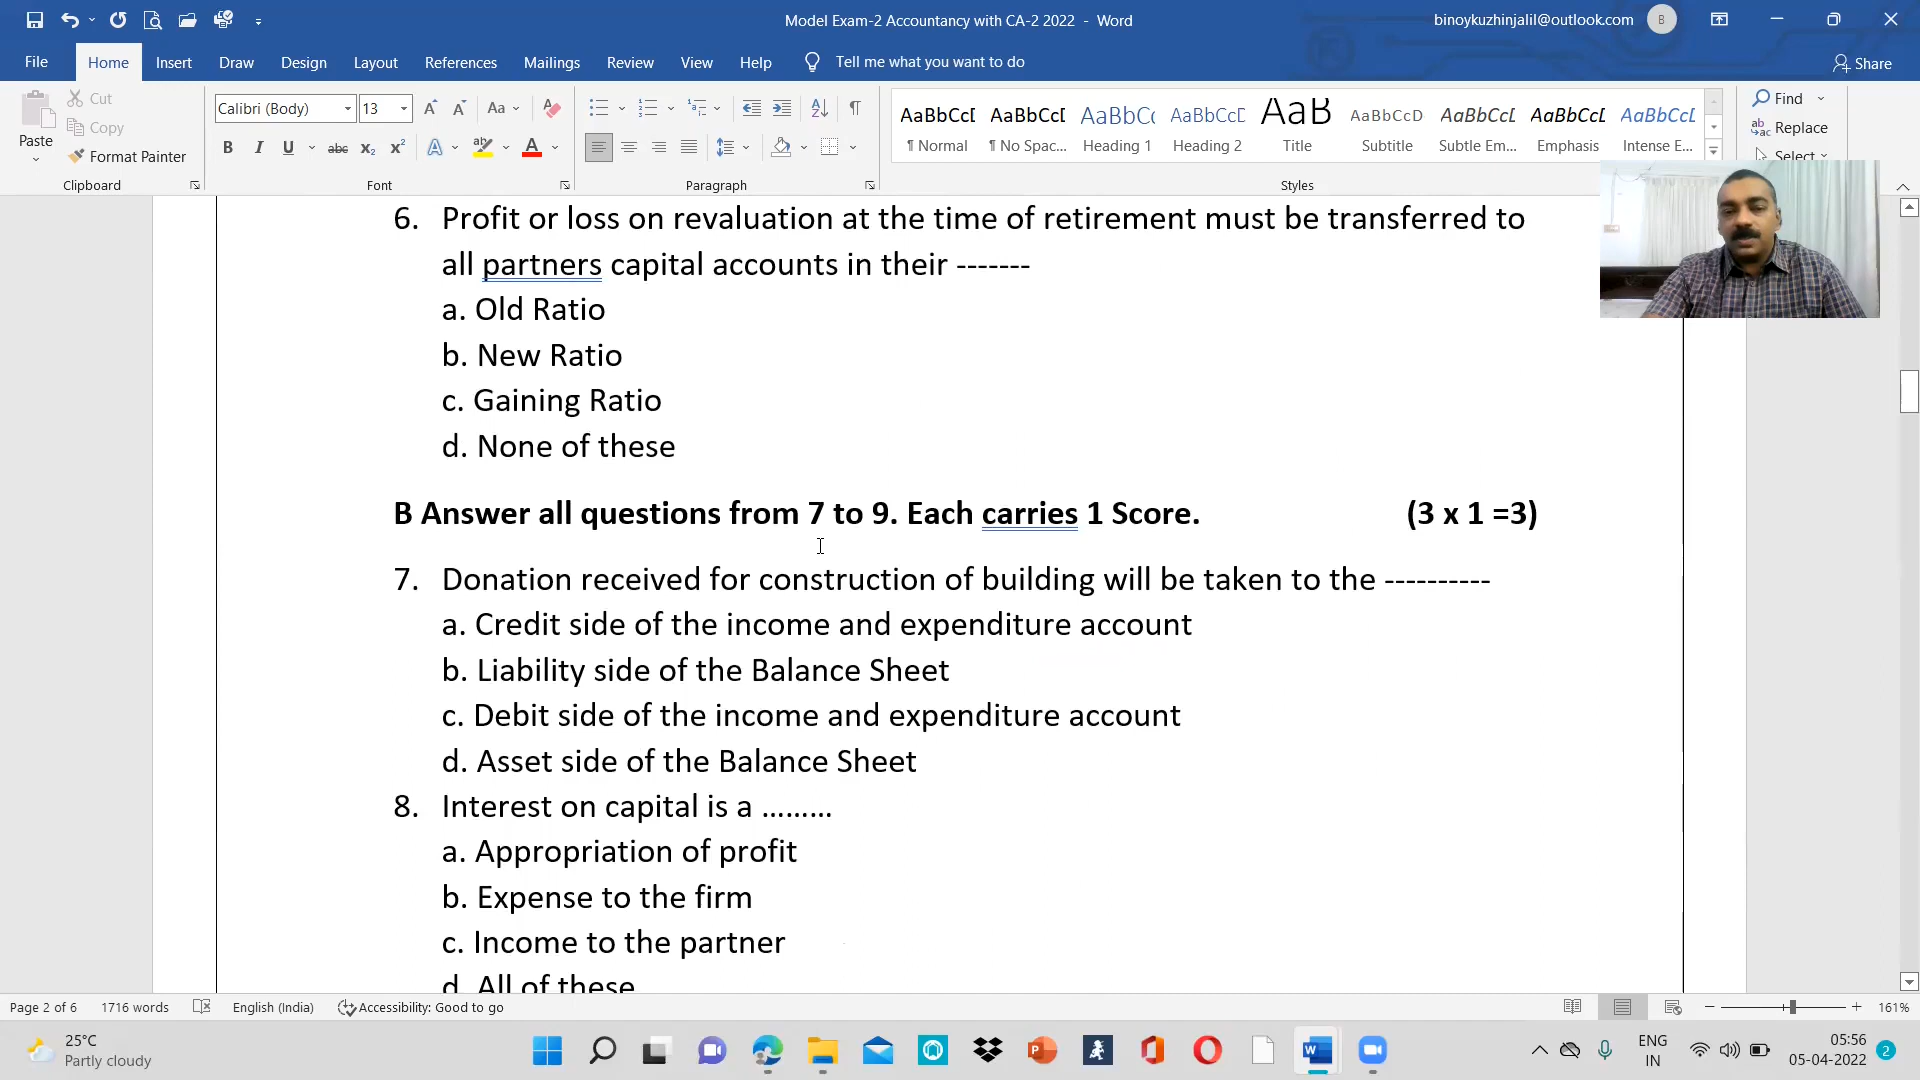 Model Exam-2 Accountancy with CA-2 2022 - Word
binoykuzhinjalil@outlook.com
B
File Home Insert Draw Design Layout References Mailings Review View Help Tell me what you want to do
Share
Paste
Cut
Copy
Format Painter
Clipboard
Calibri (Body) 13
Font
Paragraph
AaBbCcI AaBbCcI AaBbC AaBbCcI AaB AaBbCcD AaBbCcI AaBbCcI AaBbCcI
¶ Normal ¶ No Spac... Heading 1 Heading 2 Title Subtitle Subtle Em... Emphasis Intense E...
Styles
Find
Replace
Select
6. Profit or loss on revaluation at the time of retirement must be transferred to
all partners capital accounts in their -------
a. Old Ratio
b. New Ratio
c. Gaining Ratio
d. None of these
B Answer all questions from 7 to 9. Each carries 1 Score. (3 x 1 =3)
7. Donation received for construction of building will be taken to the ----------
a. Credit side of the income and expenditure account
b. Liability side of the Balance Sheet
c. Debit side of the income and expenditure account
d. Asset side of the Balance Sheet
8. Interest on capital is a .........
a. Appropriation of profit
b. Expense to the firm
c. Income to the partner
d. All of these
Page 2 of 6 1716 words English (India) Accessibility: Good to go 161%
25°C
Partly cloudy
ENG
IN
05:56
05-04-2022
2